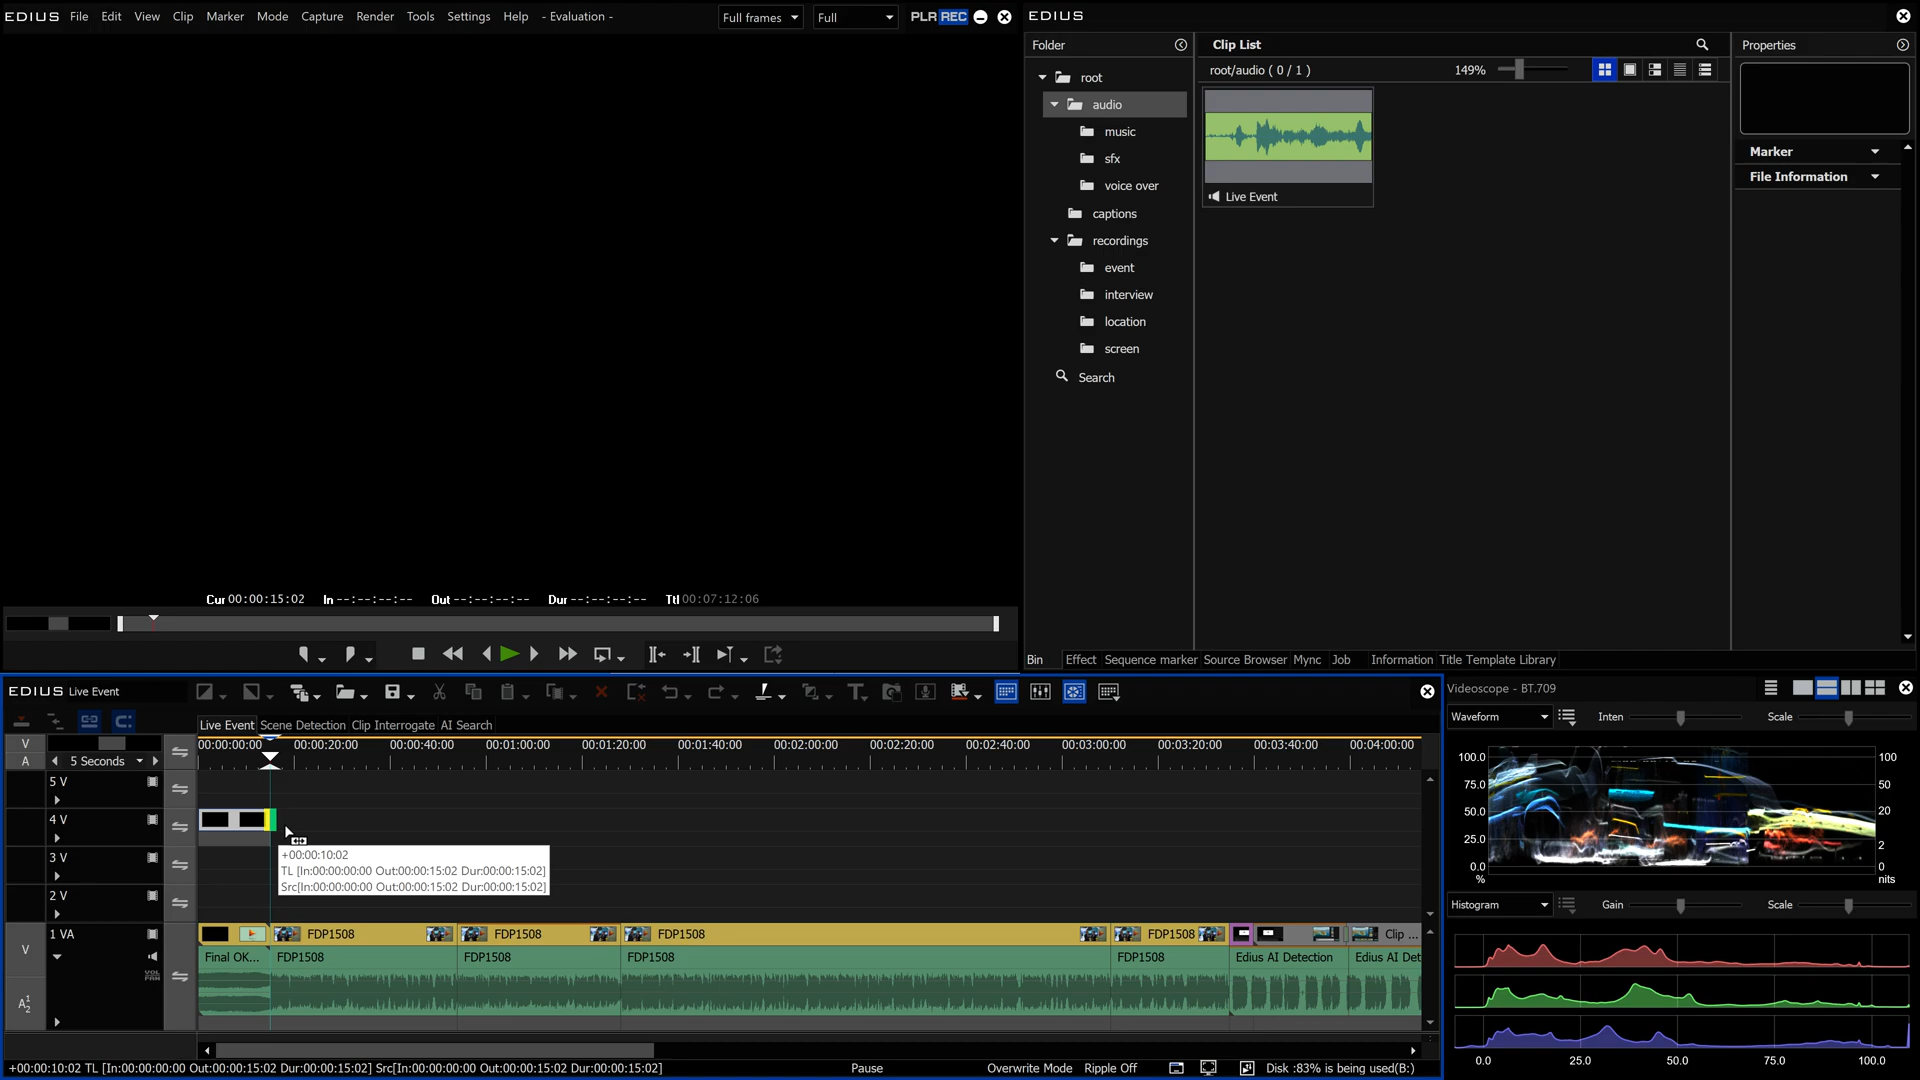 EDIUS File Edit View Clip Marker Mode Capture Render Tools Settings Help - Evaluation - Full frames Full PLR REC
Cur 00:00:15:02 In --:--:--:-- Out --:--:--:-- Dur --:--:--:-- Ttl 00:07:12:06
EDIUS
Folder
root
audio
music
sfx
voice over
captions
recordings
event
interview
location
screen
Search
Clip List
root/audio ( 0 / 1 ) 149%
Live Event
Properties
Marker
File Information
Bin Effect Sequence marker Source Browser Mync Job Information Title Template Library
EDIUS Live Event
Live Event Scene Detection Clip Interrogate AI Search
V
A
5 Seconds
00:00:00:00 00:00:20:00 00:00:40:00 00:01:00:00 00:01:20:00 00:01:40:00 00:02:00:00 00:02:20:00 00:02:40:00 00:03:00:00 00:03:20:00 00:03:40:00 00:04:00:00
5 V
4 V
3 V
2 V
1 VA
V
A 1 2
VOL
PAN
+00:00:10:02
TL [In:00:00:00:00 Out:00:00:15:02 Dur:00:00:15:02]
Src[In:00:00:00:00 Out:00:00:15:02 Dur:00:00:15:02]
FDP1508 FDP1508 FDP1508 FDP1508 Clip ...
Final OK... FDP1508 FDP1508 FDP1508 FDP1508 Edius AI Detection Edius AI Det
+00:00:10:02 TL [In:00:00:00:00 Out:00:00:15:02 Dur:00:00:15:02] Src[In:00:00:00:00 Out:00:00:15:02 Dur:00:00:15:02] Pause Overwrite Mode Ripple Off Disk :83% is being used(B:)
Videoscope - BT.709
Waveform Inten Scale
100.0 100
75.0 50
50.0 20
25.0 2
0.0 0
% nits
Histogram Gain Scale
0.0 25.0 50.0 75.0 100.0